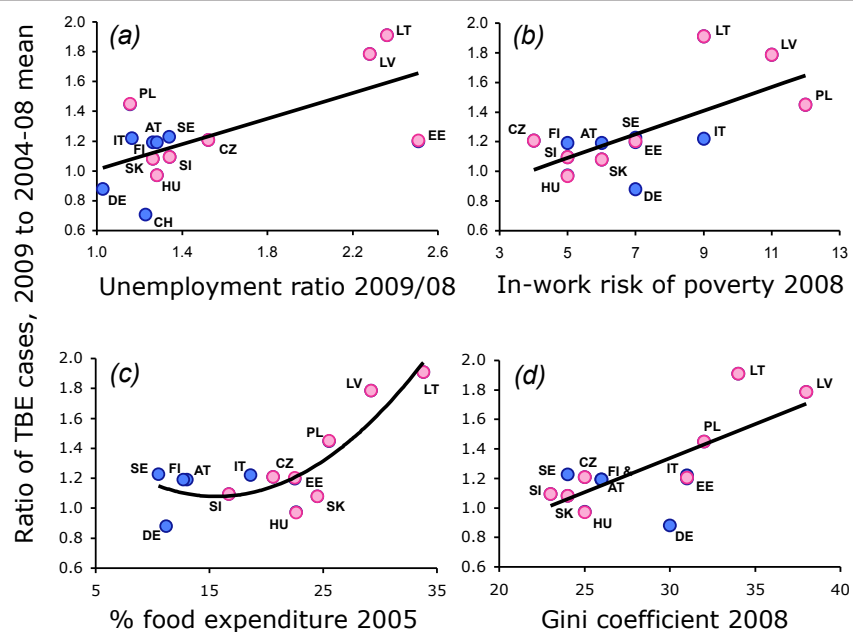 Ratio of TBE cases, 2009 to 2004-08 mean
(a)
2.0
1.8
1.6
1.4
1.2
1.0
0.8
0.6
LT
LV
PL
IT
AT
SE
FI
CZ
EE
SK
SI
HU
DE
CH
1.0 1.4 1.8 2.2 2.6
Unemployment ratio 2009/08
(b)
2.0
1.8
1.6
1.4
1.2
1.0
0.8
0.6
LT
LV
PL
SE
CZ
FI
AT
IT
EE
SI
SK
HU
DE
3 5 7 9 11 13
In-work risk of poverty 2008
(c)
2.0
1.8
1.6
1.4
1.2
1.0
0.8
0.6
LV
LT
PL
SE
FI
AT
IT
CZ
EE
SI
SK
HU
DE
5 15 25 35
% food expenditure 2005
(d)
2.0
1.8
1.6
1.4
1.2
1.0
0.8
0.6
LT
LV
PL
SE
CZ
FI &
AT
IT
EE
SI
SK
HU
DE
20 25 30 35 40
Gini coefficient 2008